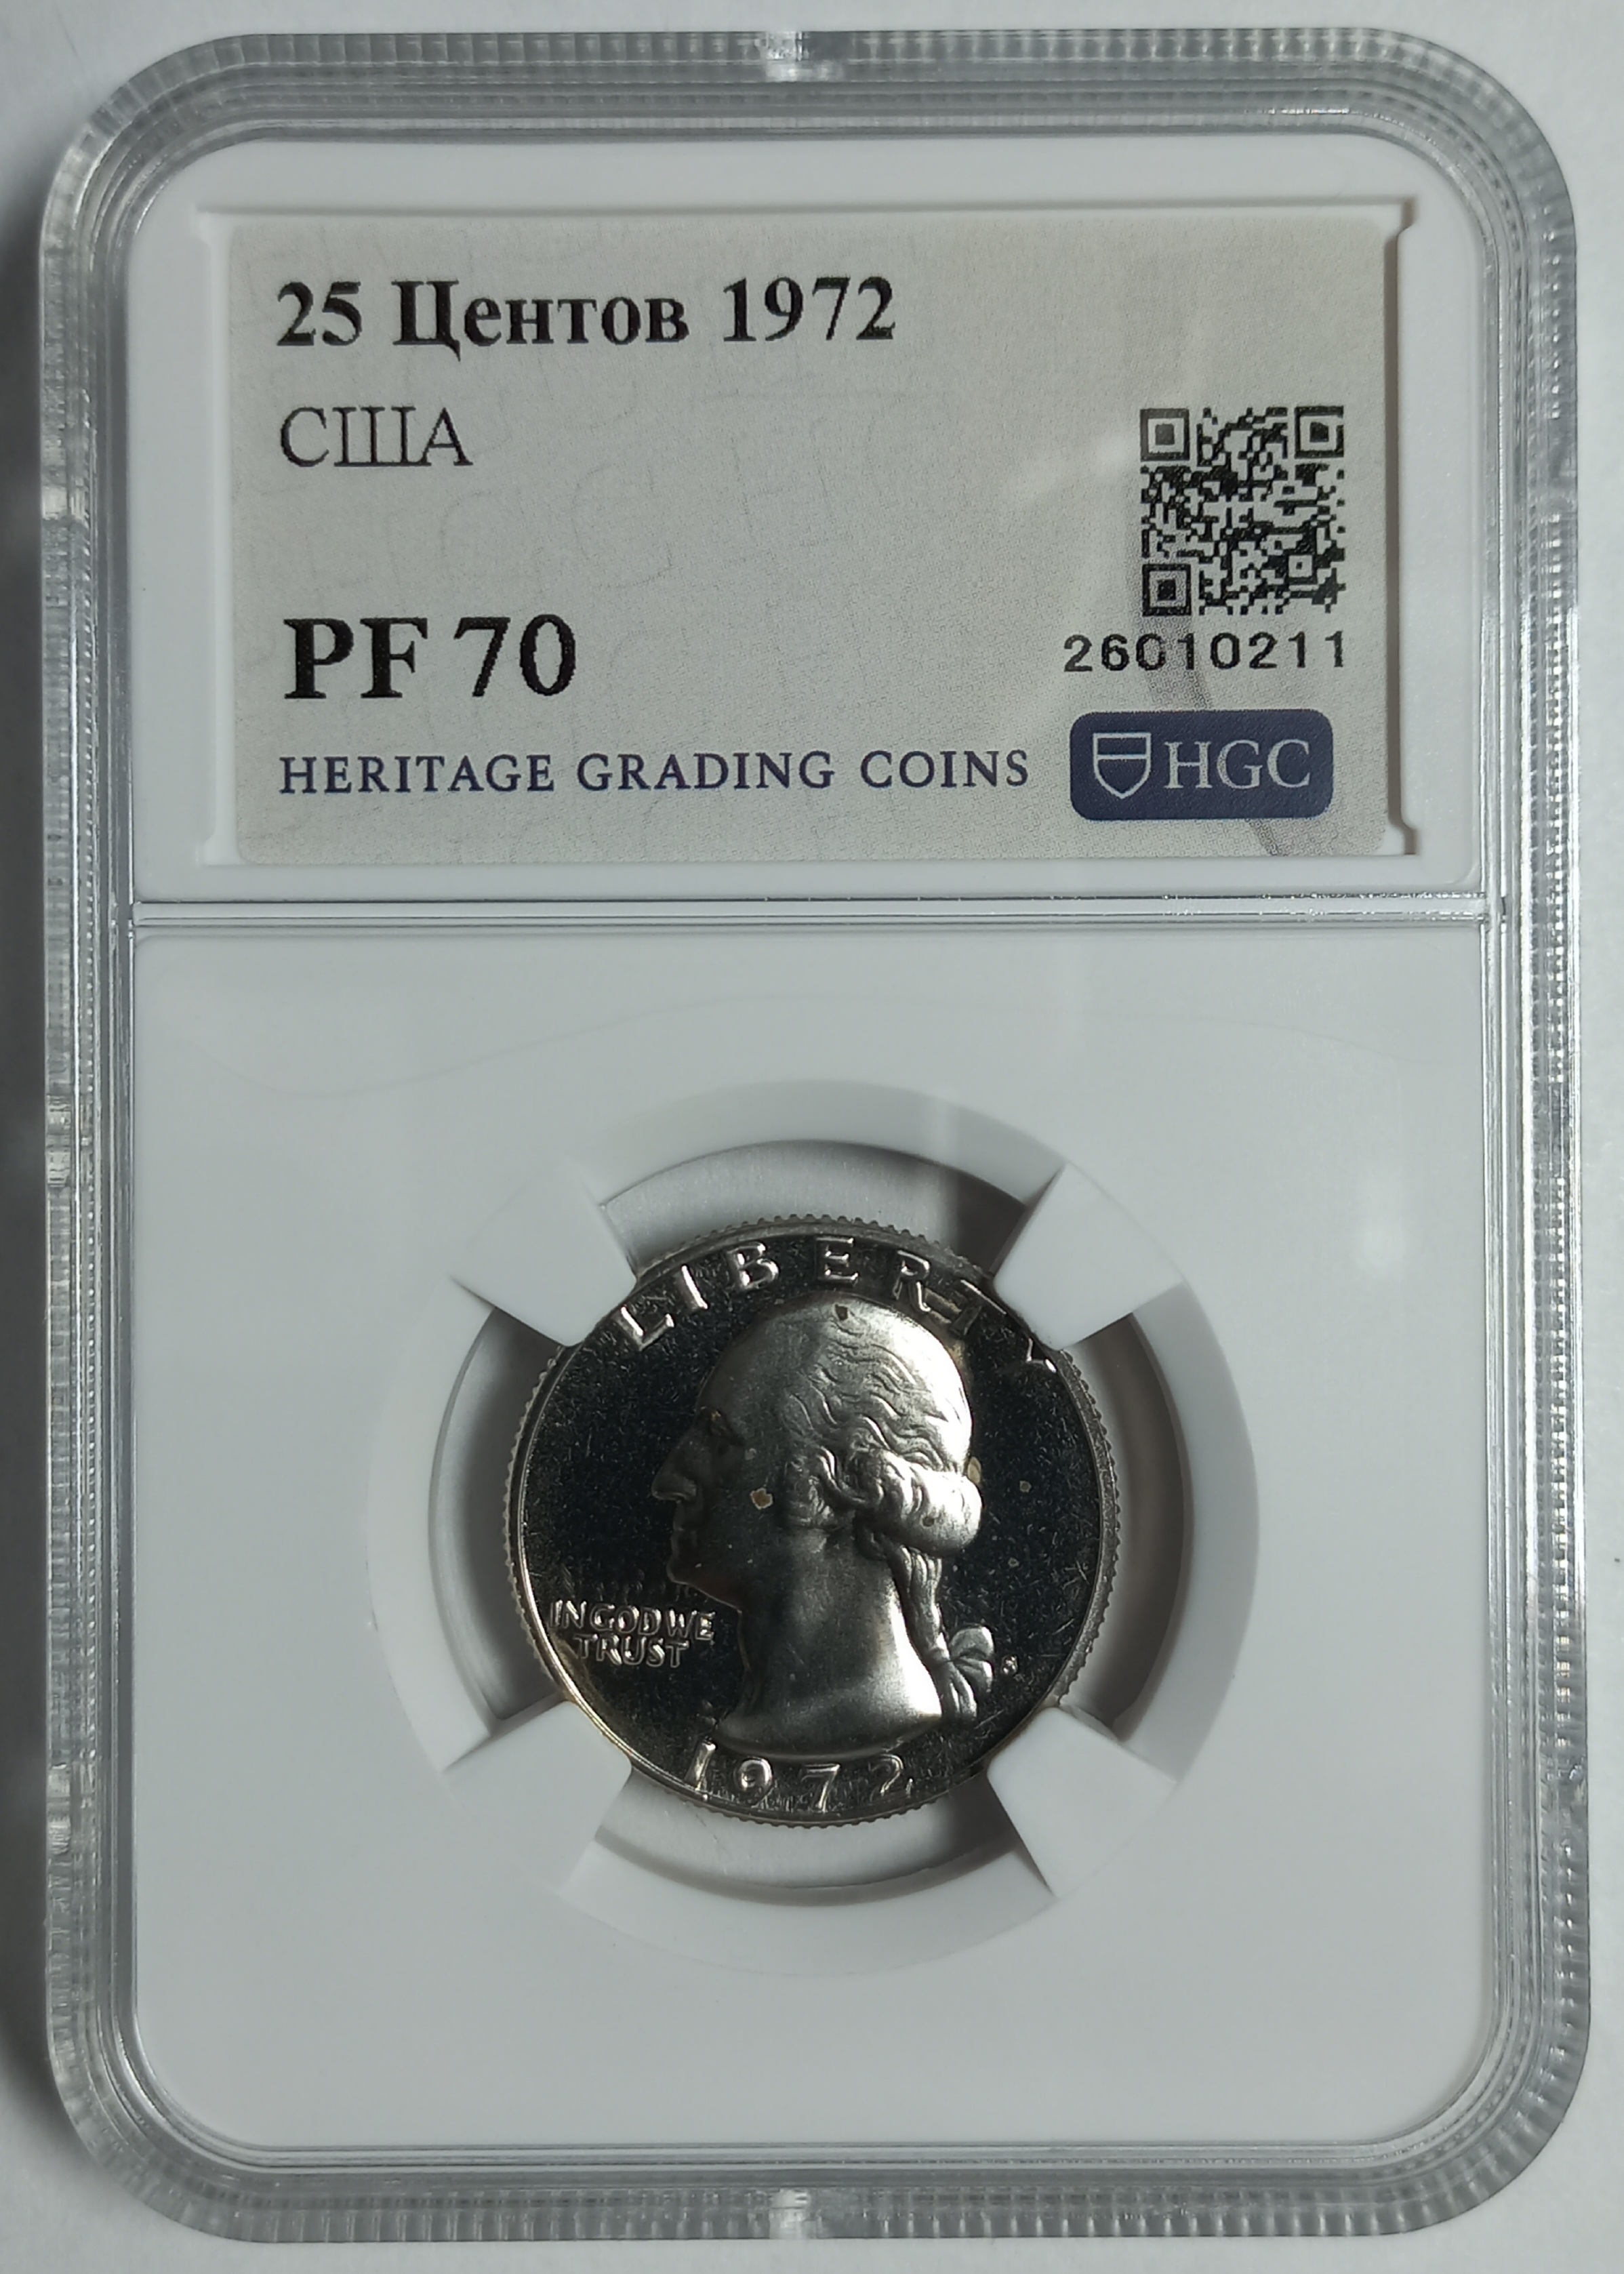 25 Центов 1972
США
PF 70
26010211
HERITAGE GRADING COINS
HGC
LIBERTY
IN GOD WE
TRUST
S
1972